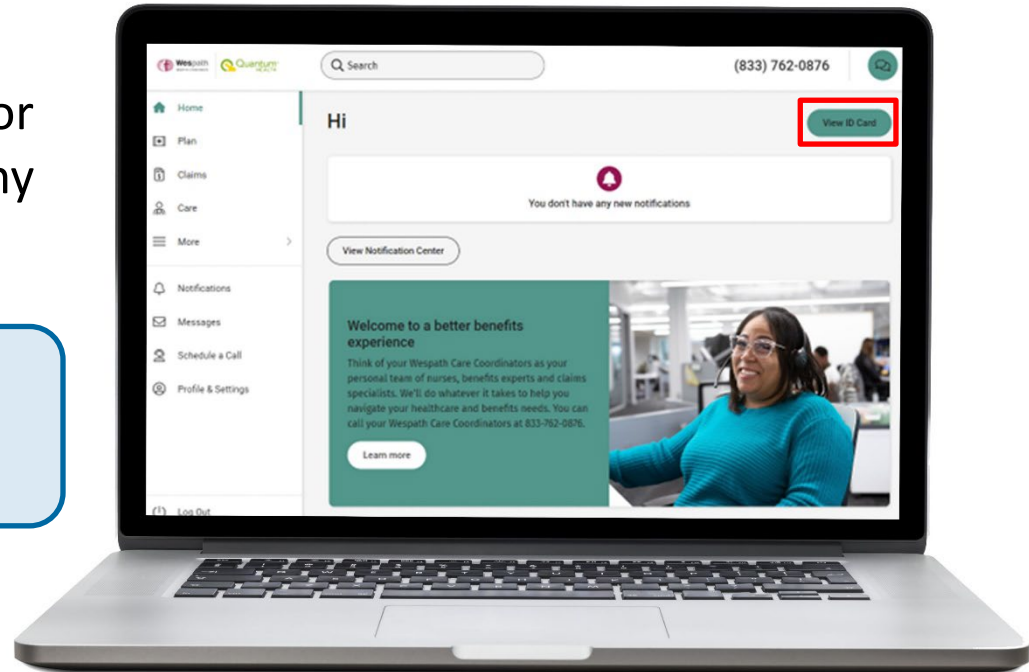 or
ny
Wespath Quantum HEALTH
Search
(833) 762-0876
Home
Hi
View ID Card
Plan
Claims
You don't have any new notifications
Care
More
View Notification Center
Notifications
Messages
Schedule a Call
Profile & Settings
Log Out
Welcome to a better benefits
experience
Think of your Wespath Care Coordinators as your
personal team of nurses, benefits experts and claims
specialists. We'll do whatever it takes to help you
navigate your healthcare and benefits needs. You can
call your Wespath Care Coordinators at 833-762-0876.
Learn more